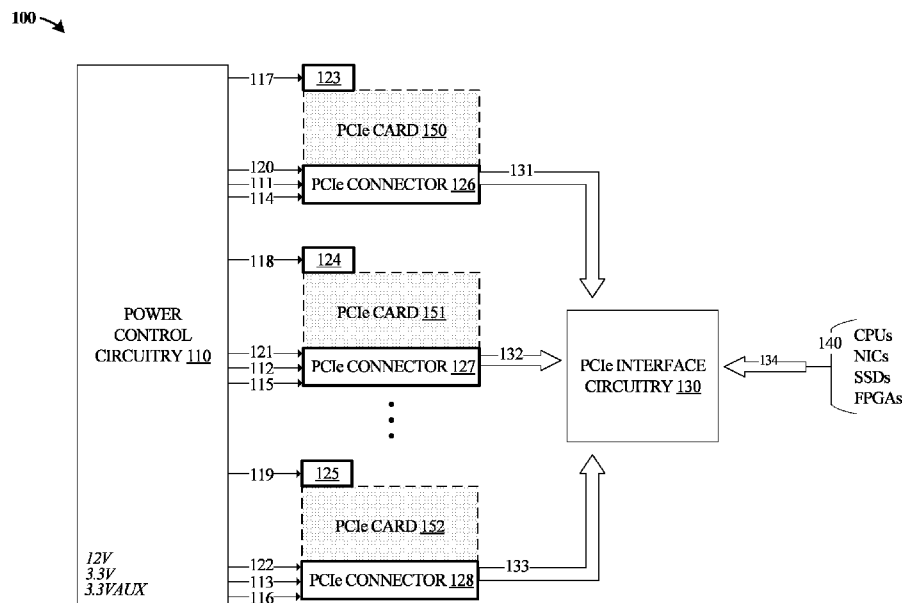 100
117
123
PCIe CARD 150
120
111
114
PCIe CONNECTOR 126
131
118
124
PCIe CARD 151
POWER
CONTROL
CIRCUITRY 110
121
112
115
PCIe CONNECTOR 127
132
PCIe INTERFACE
CIRCUITRY 130
134
140
CPUs
NICs
SSDs
FPGAs
119
125
PCIe CARD 152
122
113
116
PCIe CONNECTOR 128
133
12V
3.3V
3.3VAUX